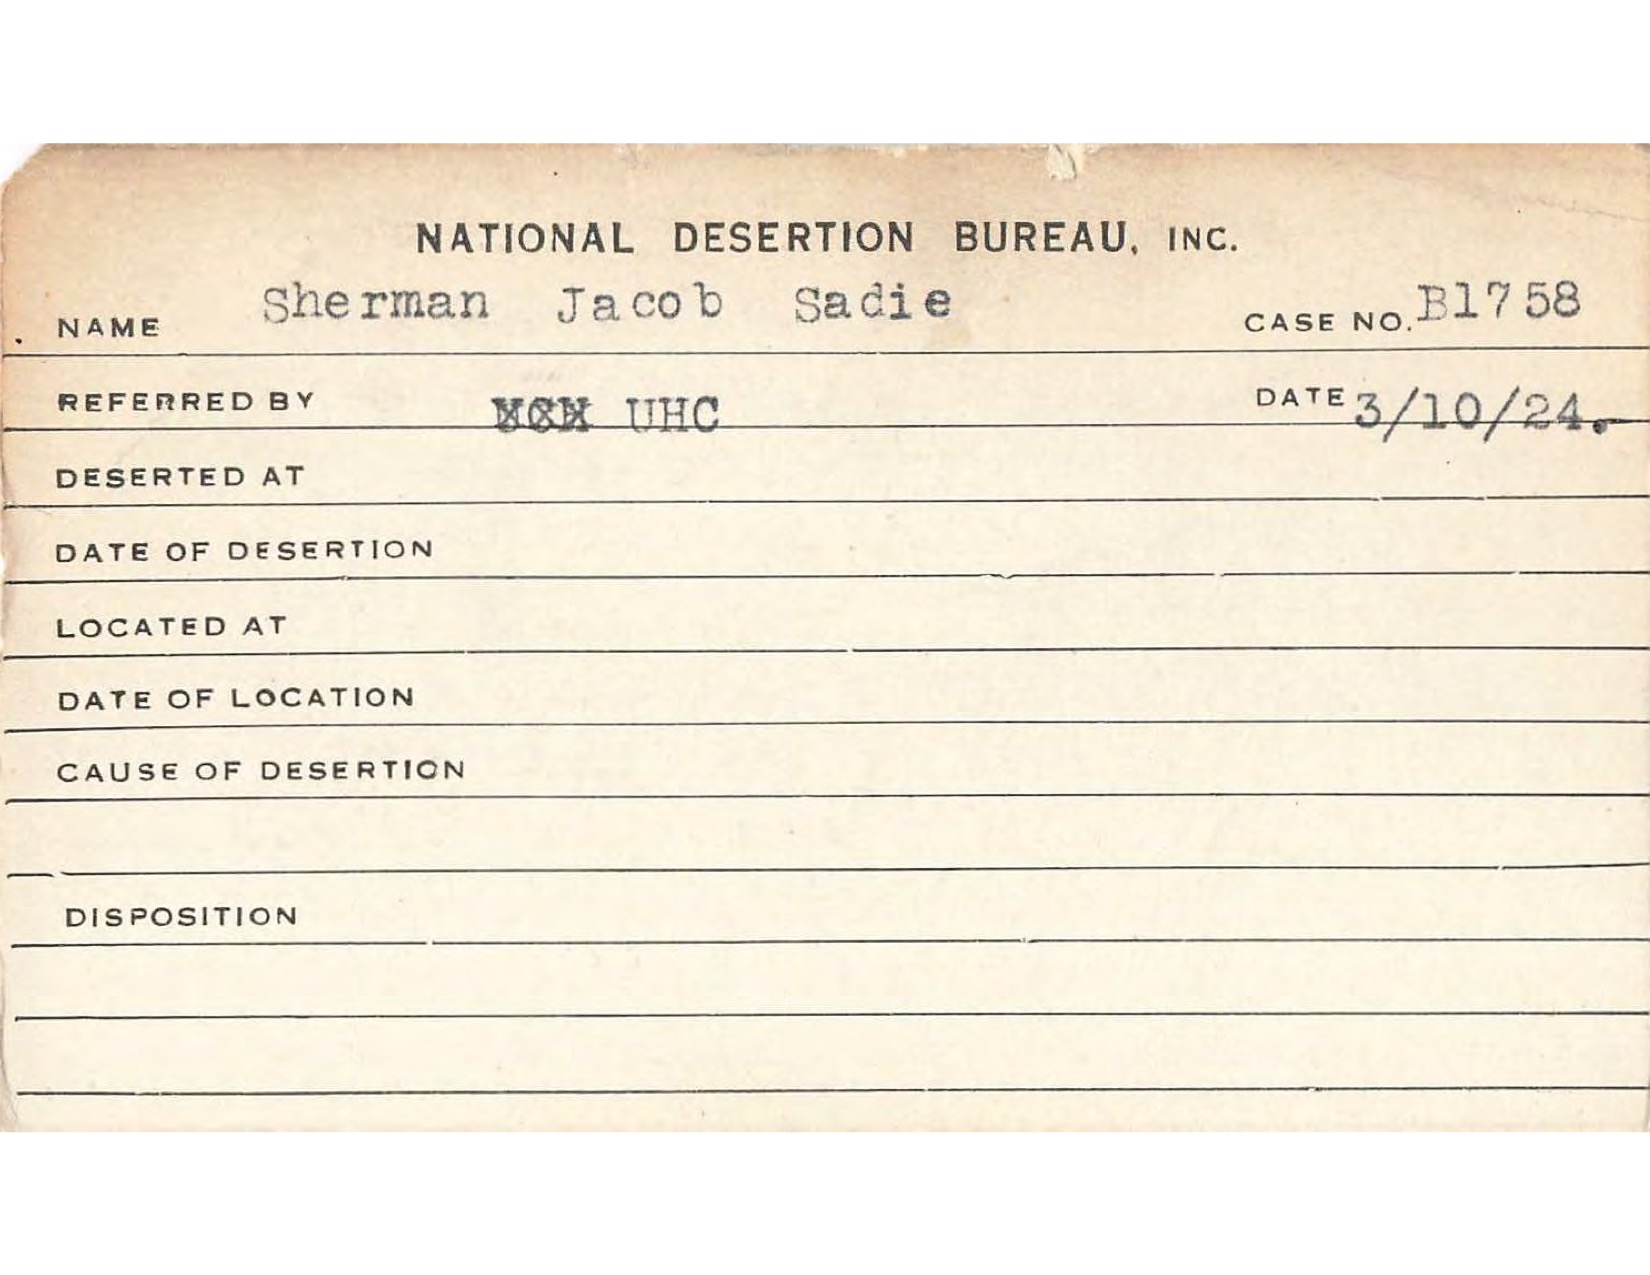 NATIONAL DESERTION BUREAU, INC.
NAME Sherman Jacob Sadie CASE NO. B1758
REFERRED BY UHC DATE 3/10/24.
DESERTED AT
DATE OF DESERTION
LOCATED AT
DATE OF LOCATION
CAUSE OF DESERTION
DISPOSITION